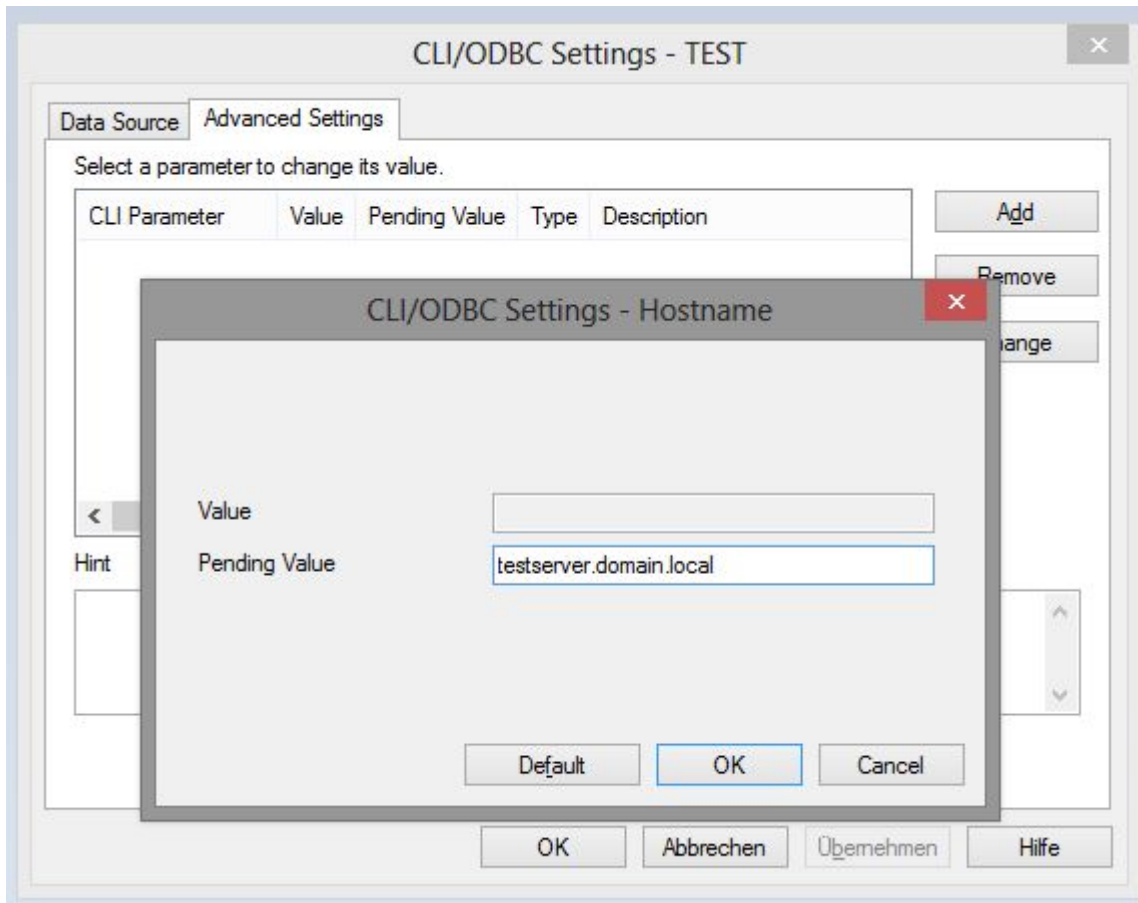 CLI/ODBC Settings - TEST
Data Source Advanced Settings
Select a parameter to change its value.
CLI Parameter Value Pending Value Type Description
Add
Remove
CLI/ODBC Settings - Hostname
ange
Value
Hint Pending Value testserver.domain.local
Default OK Cancel
OK Abbrechen Übernehmen Hilfe